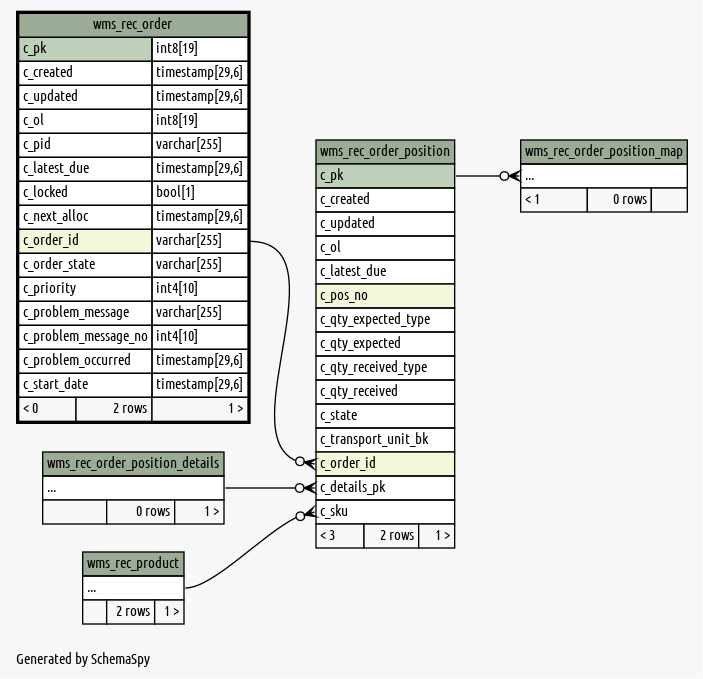 wms_rec_order
c_pk int8[19]
c_created timestamp[29,6]
c_updated timestamp[29,6]
c_ol int8[19]
c_pid varchar[255]
c_latest_due timestamp[29,6]
c_locked bool[1]
c_next_alloc timestamp[29,6]
c_order_id varchar[255]
c_order_state varchar[255]
c_priority int4[10]
c_problem_message varchar[255]
c_problem_message_no int4[10]
c_problem_occurred timestamp[29,6]
c_start_date timestamp[29,6]
< 0 2 rows 1 >
wms_rec_order_position
c_pk
c_created
c_updated
c_ol
c_latest_due
c_pos_no
c_qty_expected_type
c_qty_expected
c_qty_received_type
c_qty_received
c_state
c_transport_unit_bk
c_order_id
c_details_pk
c_sku
< 3 2 rows 1 >
wms_rec_order_position_map
...
< 1 0 rows
wms_rec_order_position_details
...
0 rows 1 >
wms_rec_product
...
2 rows 1 >
Generated by SchemaSpy